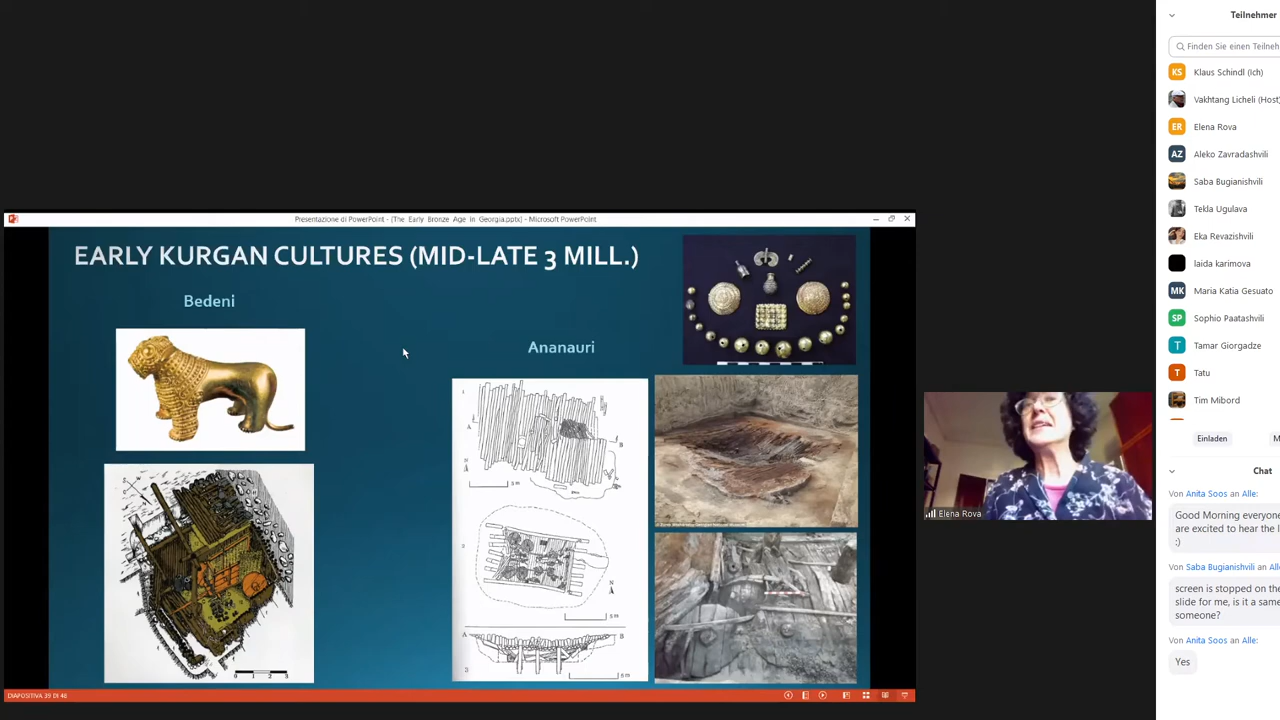 Presentazione di PowerPoint - [The Early Bronze Age in Georgia.pptx] - Microsoft PowerPoint
EARLY KURGAN CULTURES (MID-LATE 3 MILL.)
Bedeni
Ananauri
DIAPOSITIVA 39 DI 48
Elena Rova
Teilnehmer
Finden Sie einen Teilneh
KS Klaus Schindl (Ich)
Vakhtang Licheli (Host)
ER Elena Rova
AZ Aleko Zavradashvili
Saba Bugianishvili
Tekla Ugulava
Eka Revazishvili
laida karimova
MK Maria Katia Gesuato
SP Sophio Paatashvili
T Tamar Giorgadze
T Tatu
Tim Mibord
Einladen
M
Chat
Von Anita Soos an Alle:
Good Morning everyone
are excited to hear the l
:)
Von Saba Bugianishvili an Alle
screen is stopped on the
slide for me, is it a same
someone?
Von Anita Soos an Alle:
Yes